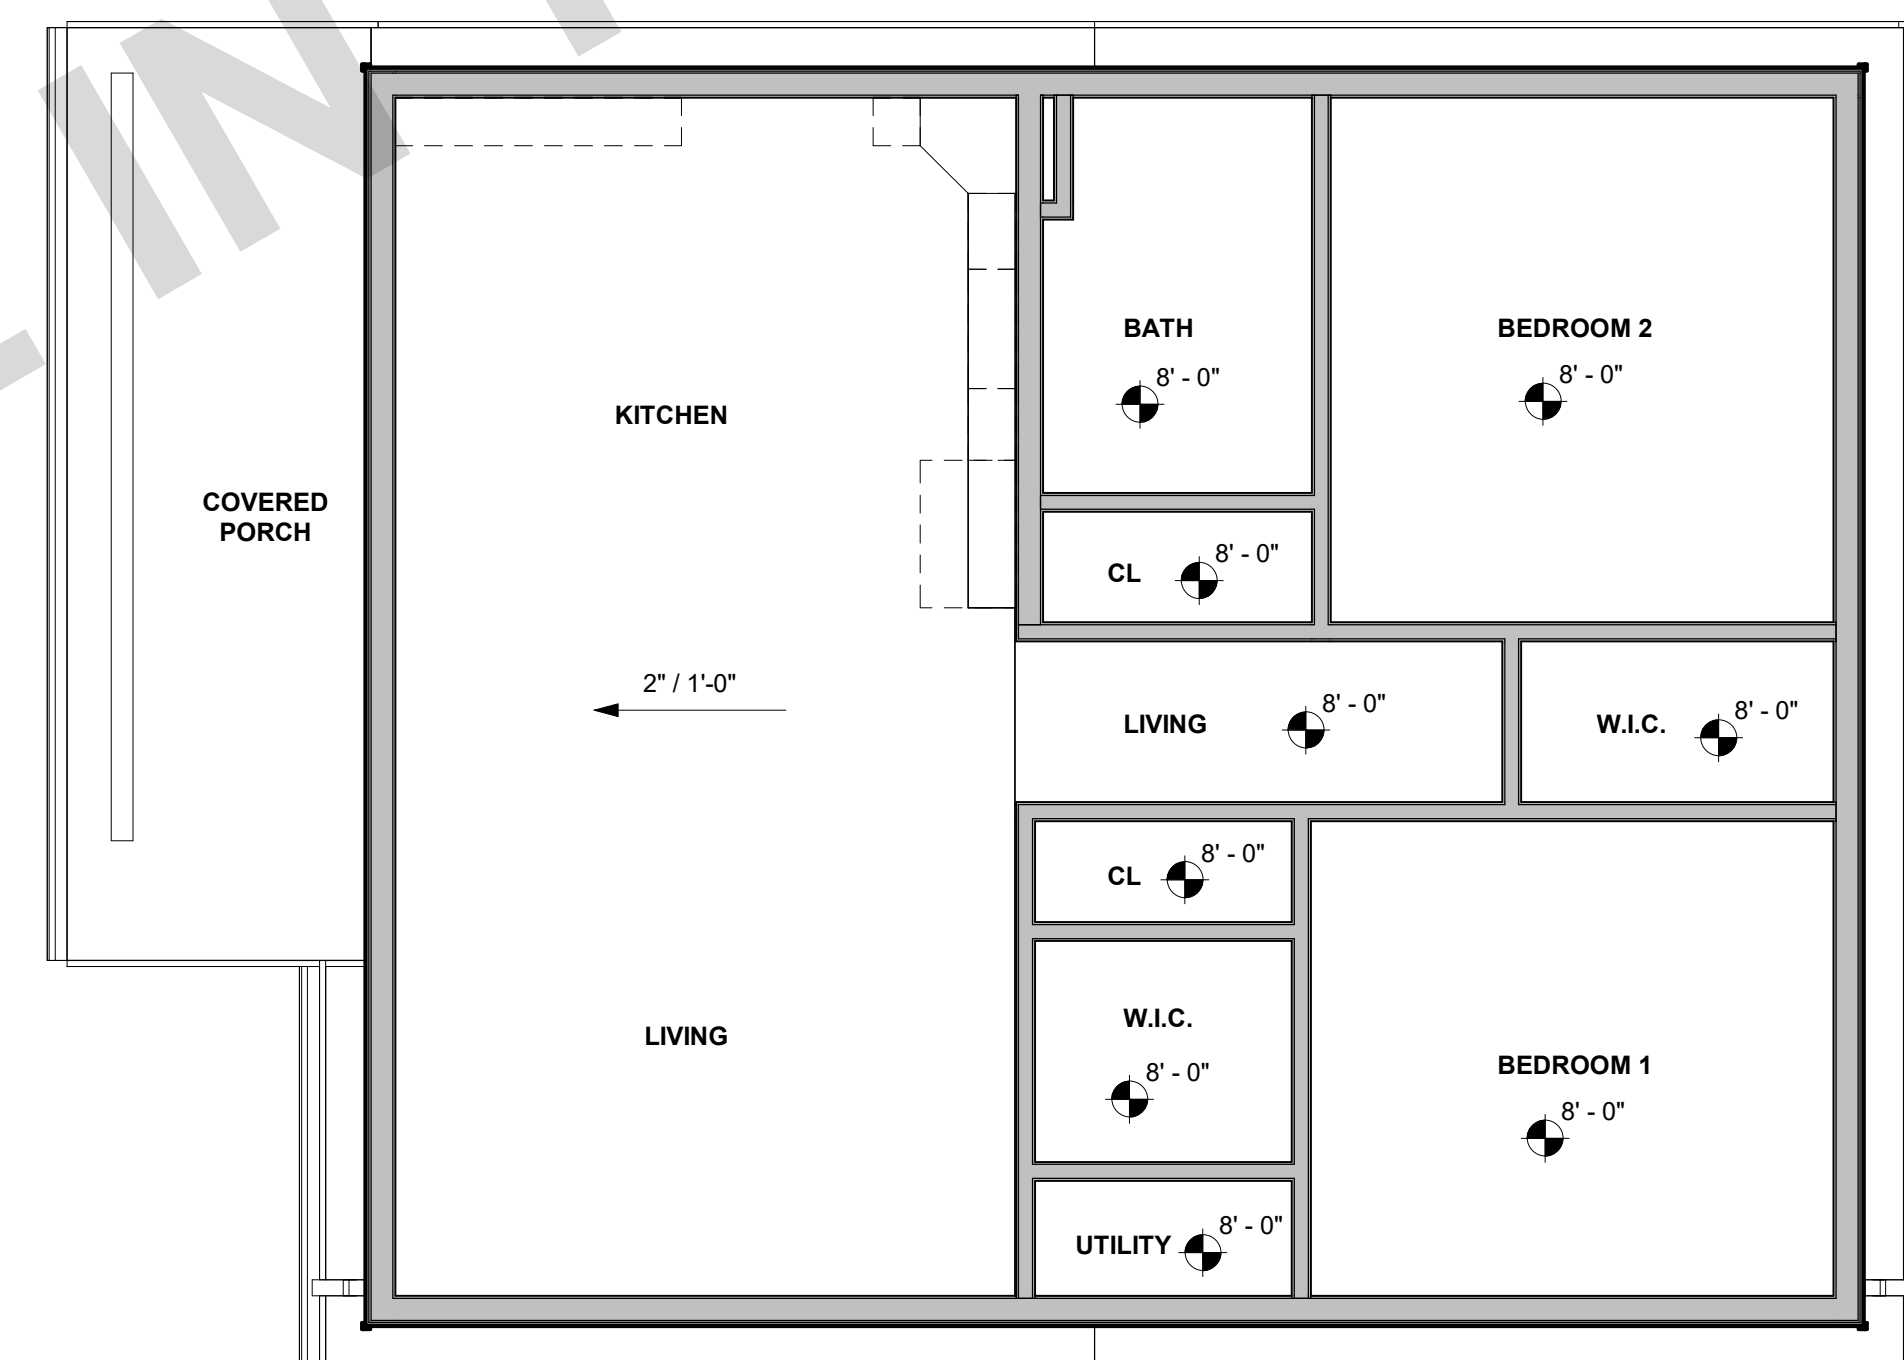 BATH
8' - 0"
BEDROOM 2
8' - 0"
KITCHEN
COVERED
PORCH
CL
8' - 0"
2" / 1'-0"
LIVING
8' - 0"
W.I.C.
8' - 0"
CL
8' - 0"
LIVING
W.I.C.
8' - 0"
BEDROOM 1
8' - 0"
UTILITY
8' - 0"